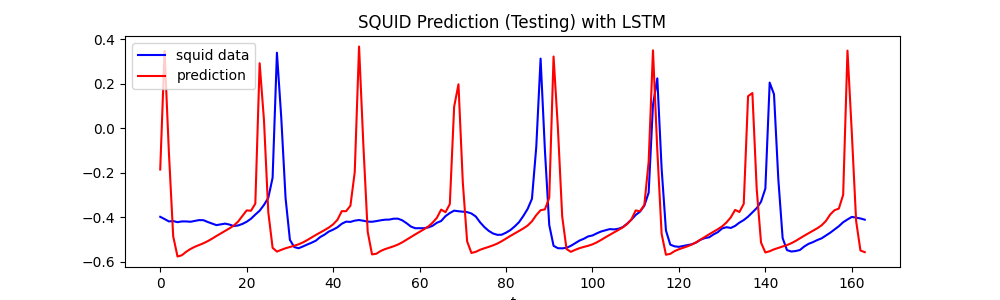 SQUID Prediction (Testing) with LSTM
squid data
prediction
0.4
0.2
0.0
−0.2
−0.4
−0.6
0 20 40 60 80 100 120 140 160